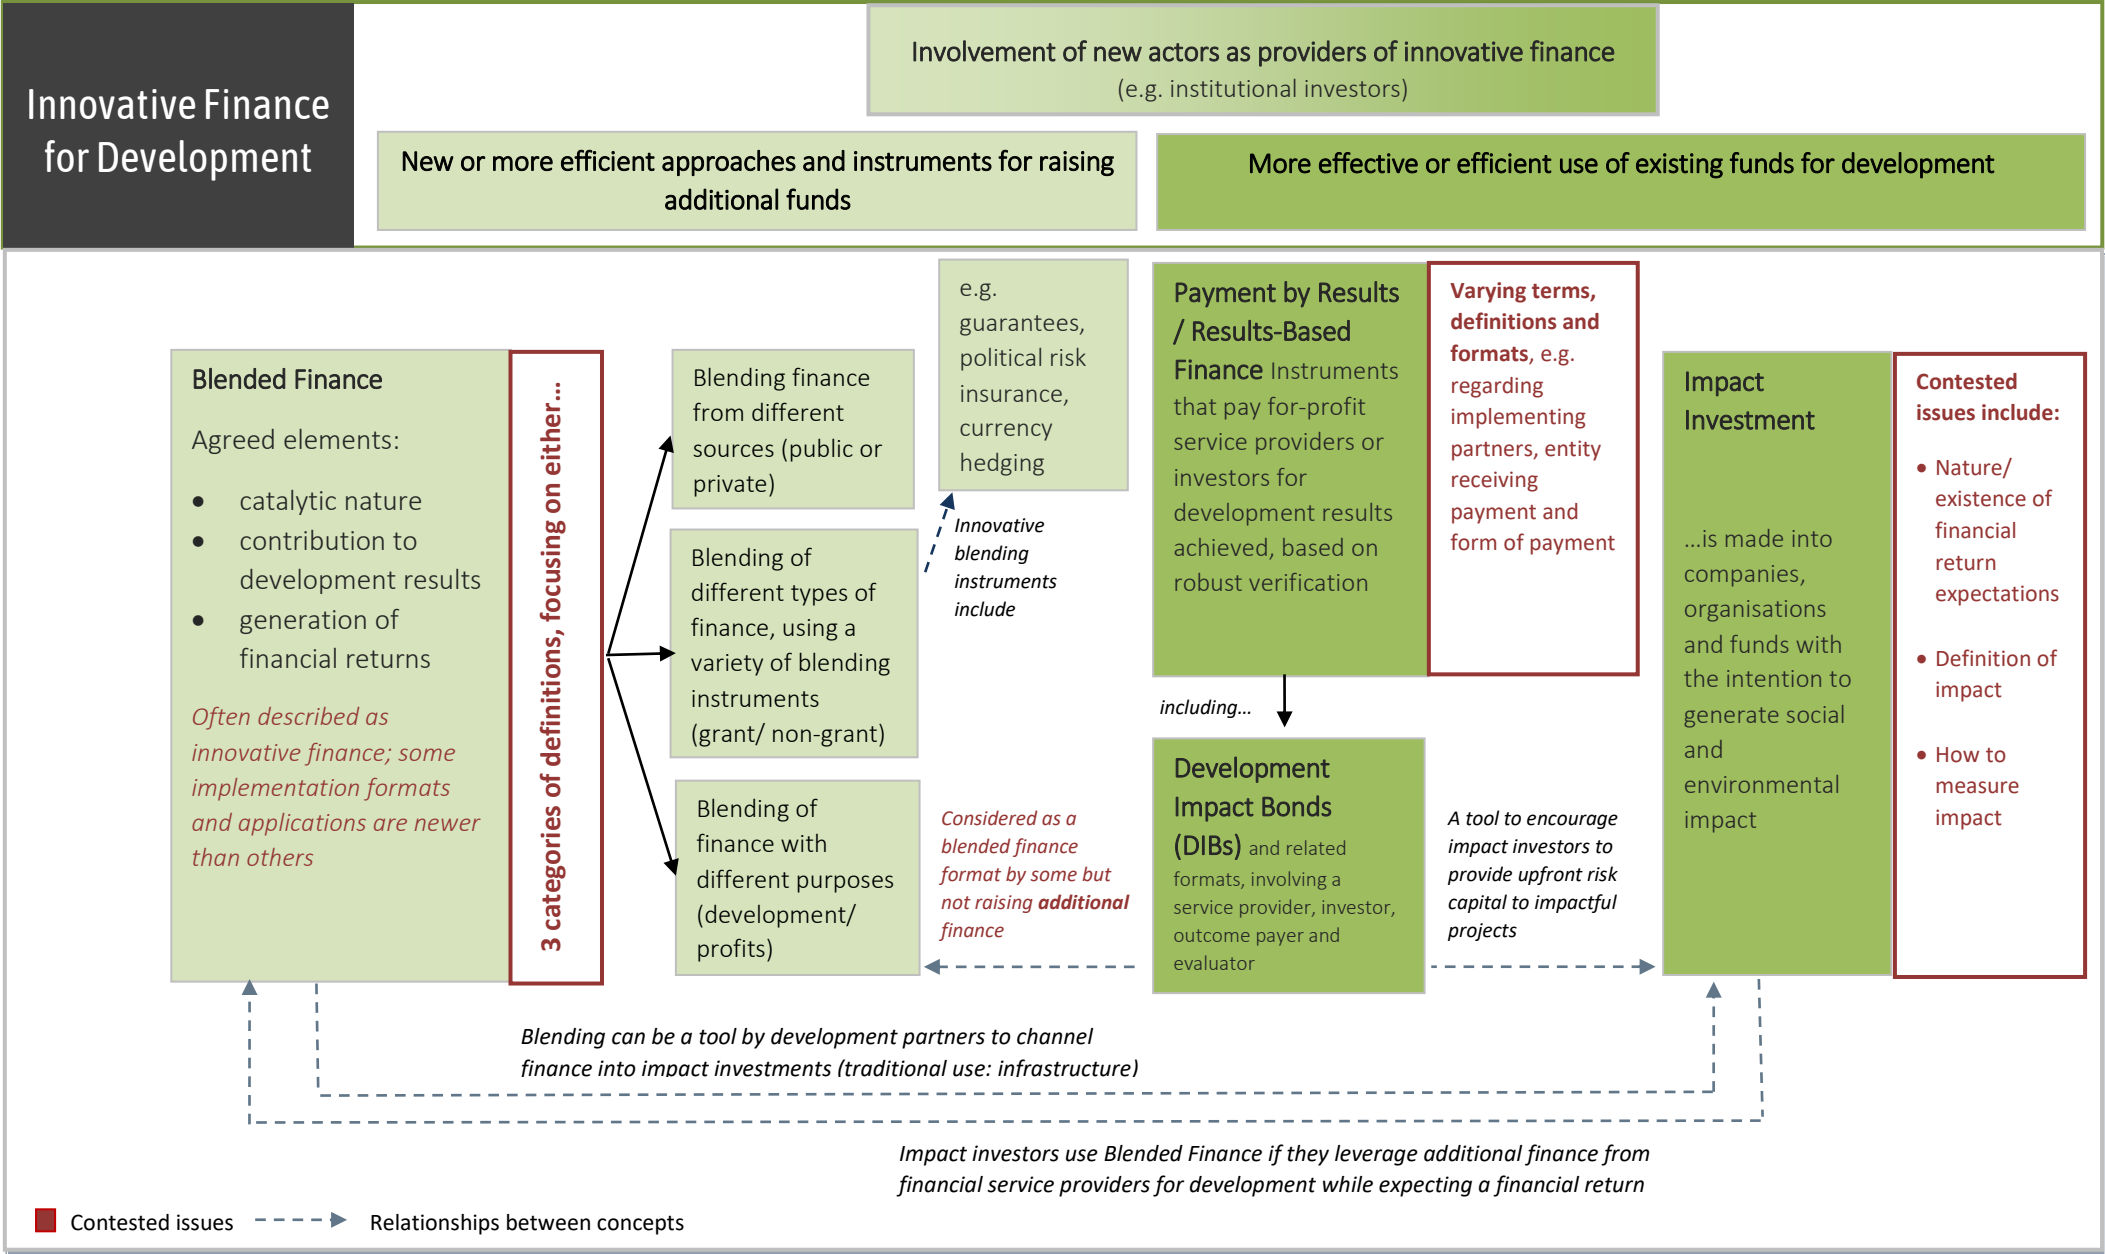 Innovative Finance
for Development
Involvement of new actors as providers of innovative finance
(e.g. institutional investors)
New or more efficient approaches and instruments for raising
additional funds
More effective or efficient use of existing funds for development
Blended Finance
Agreed elements:
• catalytic nature
• contribution to
development results
• generation of
financial returns
Often described as
innovative finance; some
implementation formats
and applications are newer
than others
3 categories of definitions, focusing on either...
Blending finance
from different
sources (public or
private)
Blending of
different types of
finance, using a
variety of blending
instruments
(grant/ non-grant)
Blending of
finance with
different purposes
(development/
profits)
e.g.
guarantees,
political risk
insurance,
currency
hedging
Innovative
blending
instruments
include
Considered as a
blended finance
format by some but
not raising additional
finance
Payment by Results
/ Results-Based
Finance Instruments
that pay for-profit
service providers or
investors for
development results
achieved, based on
robust verification
Varying terms,
definitions and
formats, e.g.
regarding
implementing
partners, entity
receiving
payment and
form of payment
including...
Development
Impact Bonds
(DIBs) and related
formats, involving a
service provider, investor,
outcome payer and
evaluator
A tool to encourage
impact investors to
provide upfront risk
capital to impactful
projects
Impact
Investment
...is made into
companies,
organisations
and funds with
the intention to
generate social
and
environmental
impact
Contested
issues include:
• Nature/
existence of
financial
return
expectations
• Definition of
impact
• How to
measure
impact
Blending can be a tool by development partners to channel
finance into impact investments (traditional use: infrastructure)
Impact investors use Blended Finance if they leverage additional finance from
financial service providers for development while expecting a financial return
Contested issues
Relationships between concepts